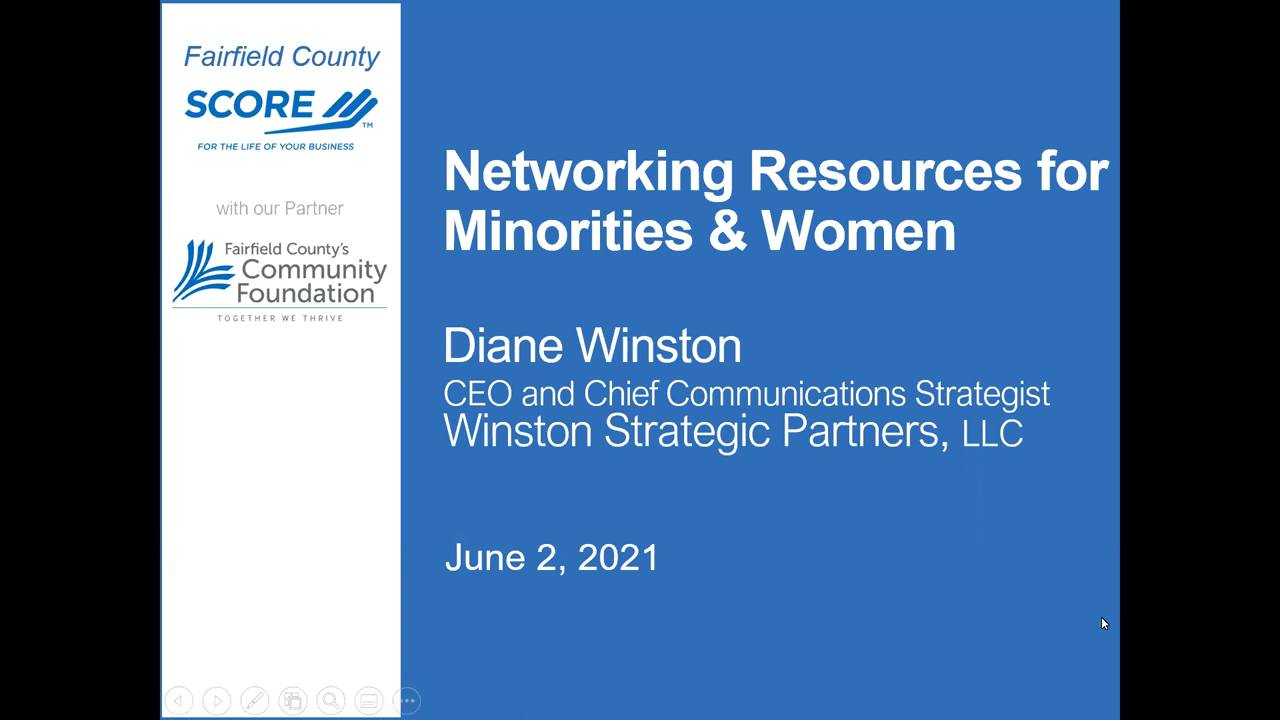 Fairfield County
SCORE
TM
FOR THE LIFE OF YOUR BUSINESS
with our Partner
Fairfield County's
Community
Foundation
TOGETHER WE THRIVE
Networking Resources for
Minorities & Women
Diane Winston
CEO and Chief Communications Strategist
Winston Strategic Partners, LLC
June 2, 2021